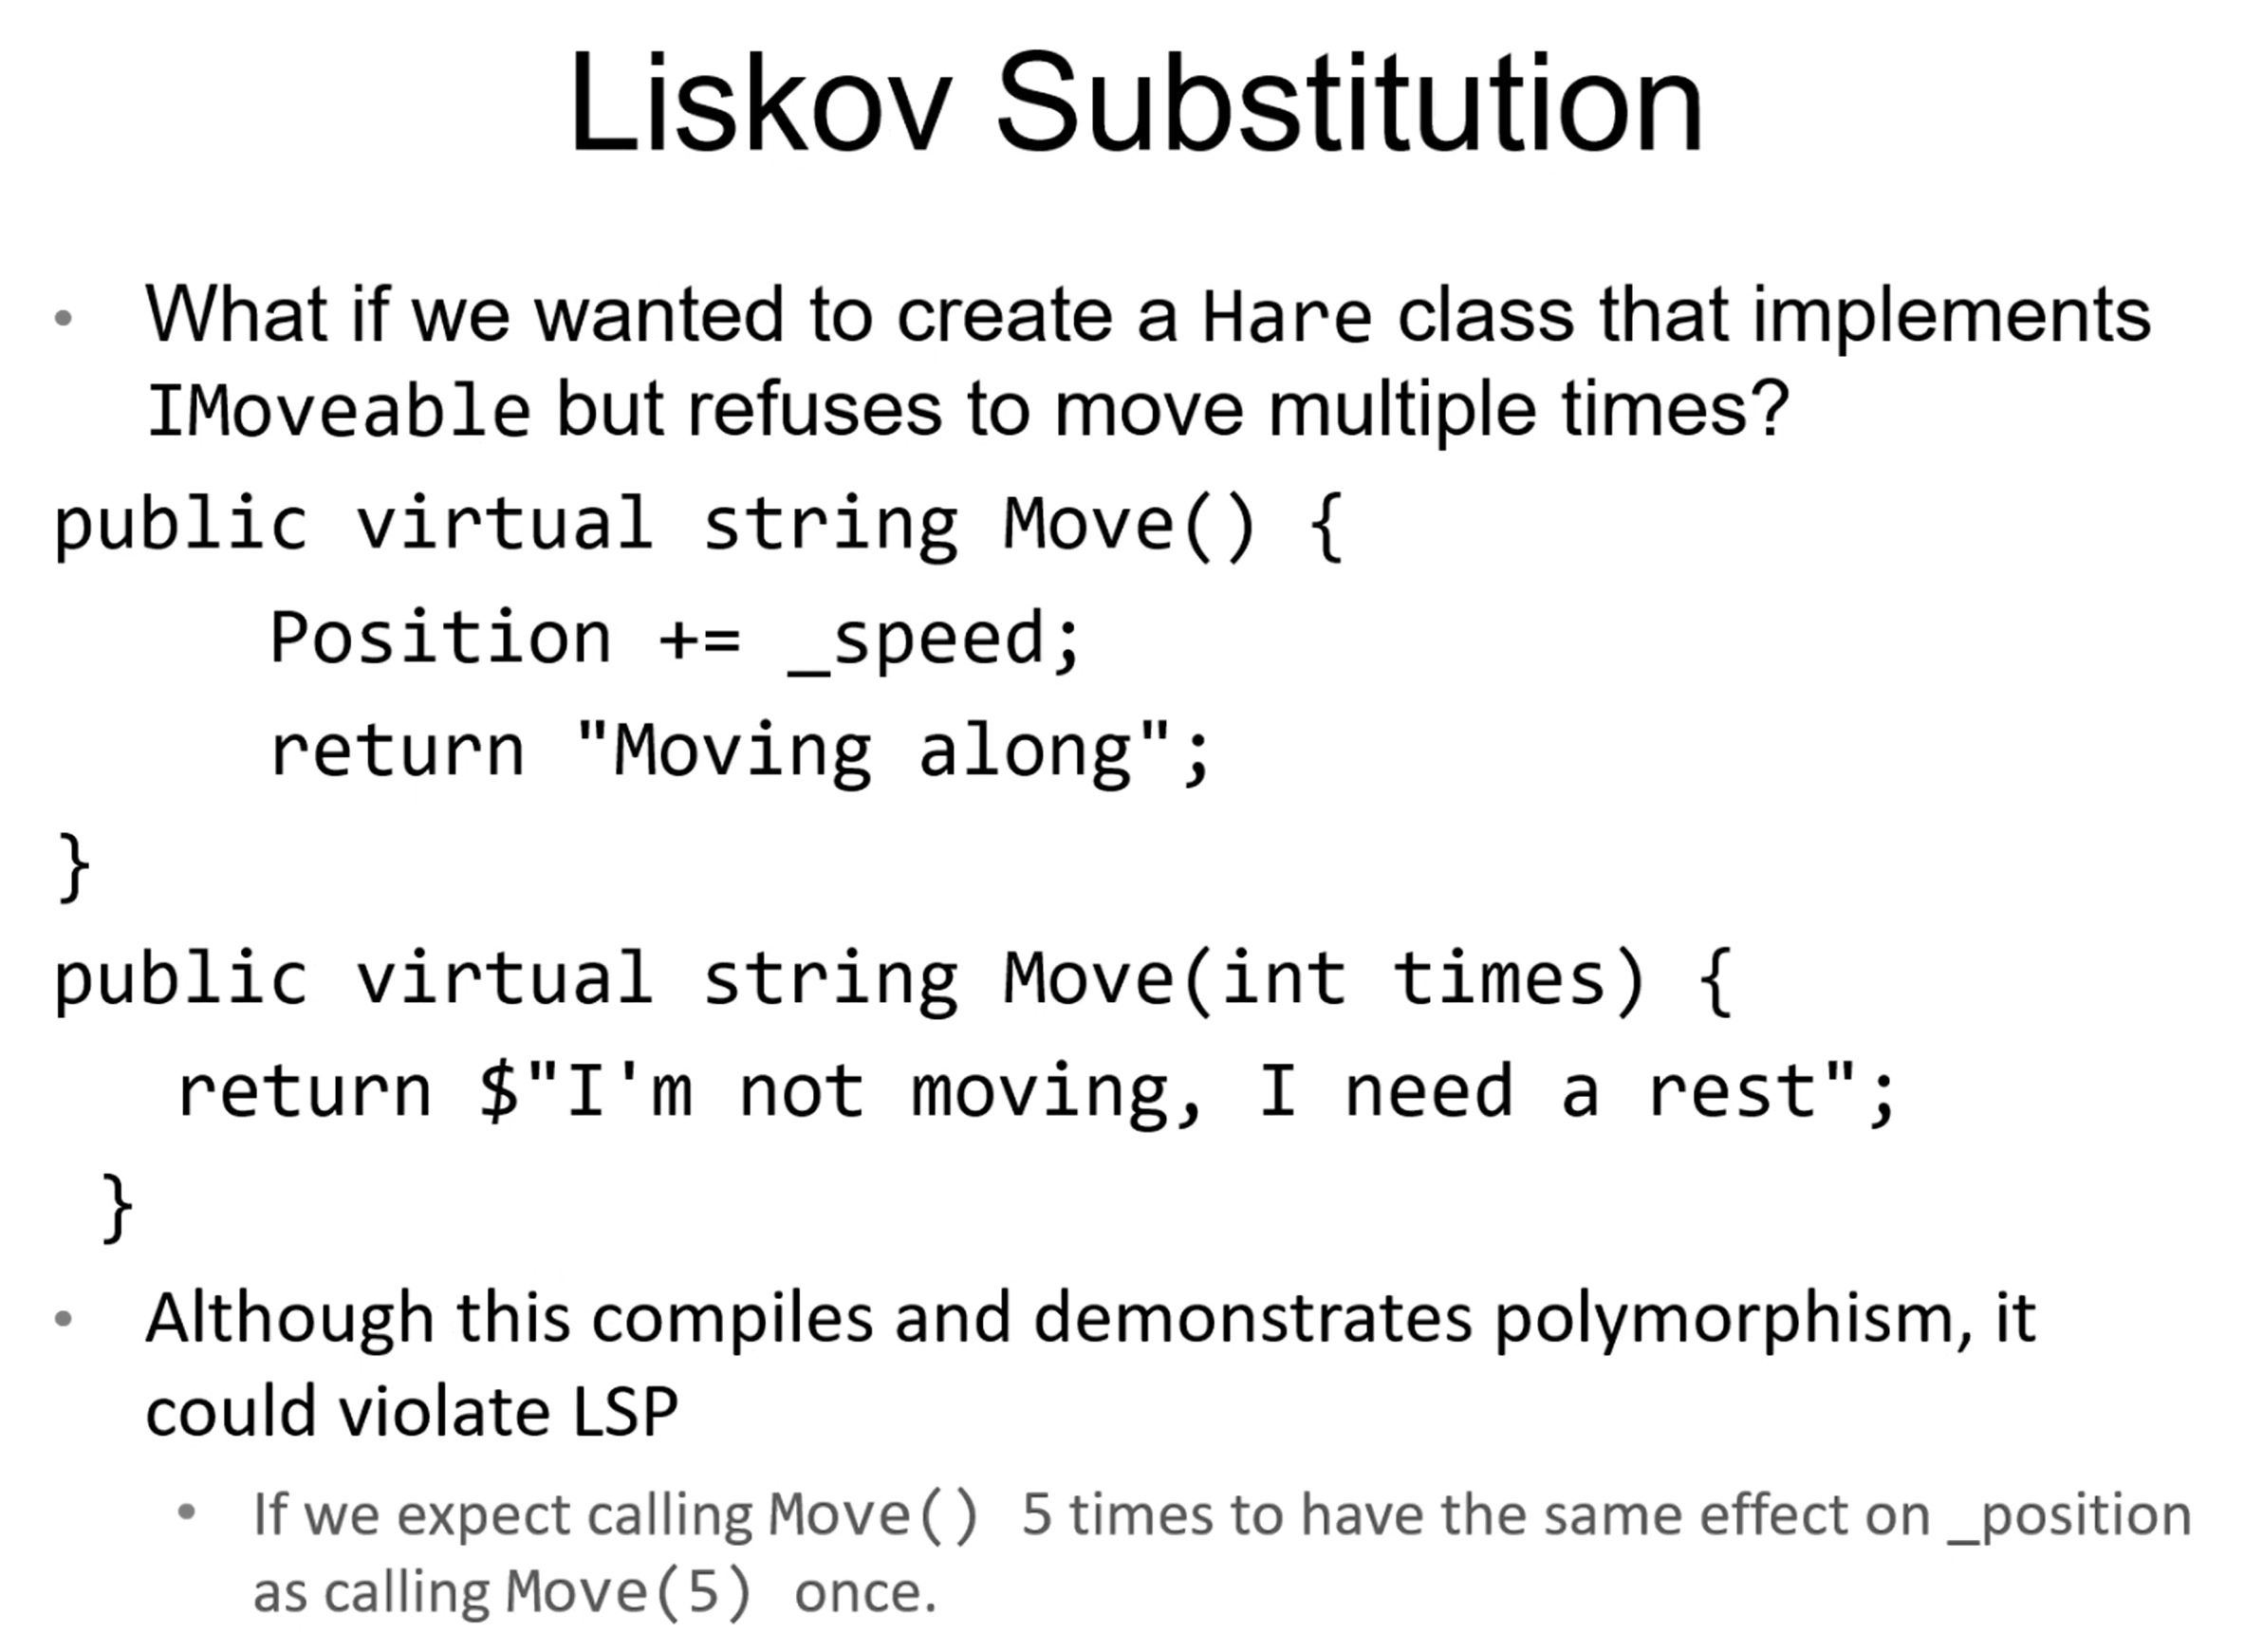 Liskov Substitution
• What if we wanted to create a Hare class that implements
IMoveable but refuses to move multiple times?
public virtual string Move() {
Position += _speed;
return "Moving along";
}
public virtual string Move(int times) {
return $"I'm not moving, I need a rest";
}
• Although this compiles and demonstrates polymorphism, it
could violate LSP
• If we expect calling Move() 5 times to have the same effect on _position
as calling Move(5) once.